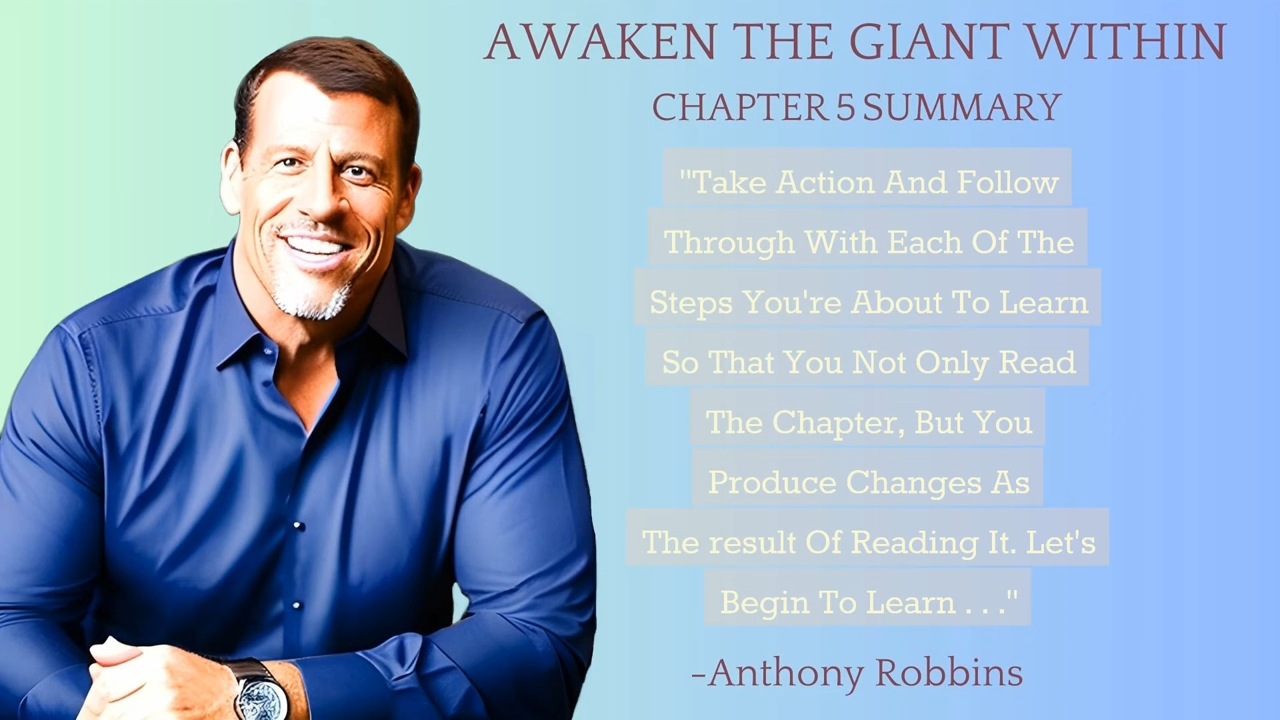 AWAKEN THE GIANT WITHIN
CHAPTER 5 SUMMARY
"Take Action And Follow
Through With Each Of The
Steps You're About To Learn
So That You Not Only Read
The Chapter, But You
Produce Changes As
The result Of Reading It. Let's
Begin To Learn . . ."
–Anthony Robbins